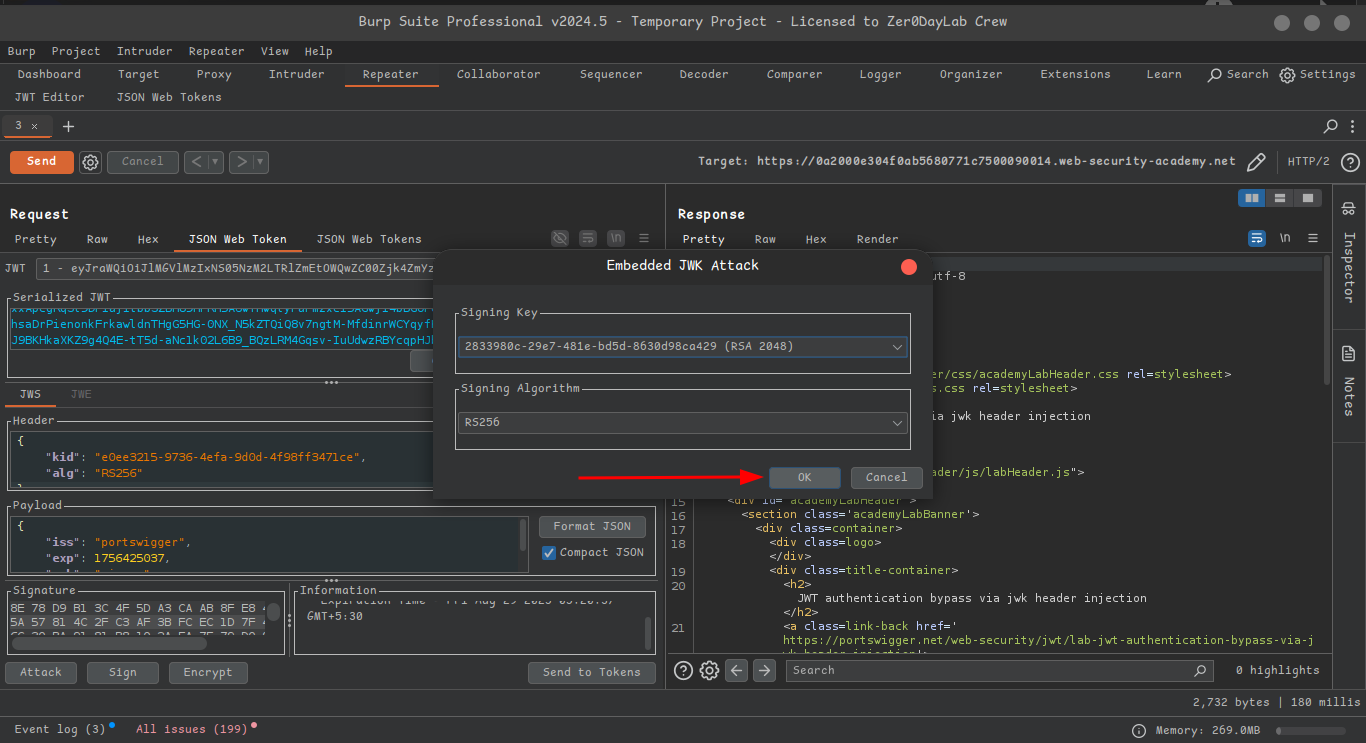 Burp Suite Professional v2024.5 - Temporary Project - Licensed to Zer0DayLab Crew
Burp Project Intruder Repeater View Help
Dashboard Target Proxy Intruder Repeater Collaborator Sequencer Decoder Comparer Logger Organizer Extensions Learn Search Settings
JWT Editor JSON Web Tokens
3 × +
Send Cancel < ▾ > ▾ Target: https://0a2000e304f0ab5680771c7500090014.web-security-academy.net HTTP/2 ?
Request
Pretty Raw Hex JSON Web Token JSON Web Tokens \n
JWT 1 - eyJraWQiOiJlMGVlMzIxNS05NzM2LTRlZmEtOWQwZC00Zjk4ZmYz
Serialized JWT
hsaDrPienonkFrkawldnTHgG5HG-0NX_N5kZTQiQ8v7ngtM-MfdinrWCYqyf
J9BKHkaXKZ9g4Q4E-tT5d-aNclkO2L6B9_BQzLRM4Gqsv-IuUdwzRBYcqpHJ
JWS JWE
Header
{
"kid": "e0ee3215-9736-4efa-9d0d-4f98ff3471ce",
"alg": "RS256"
Payload
{
"iss": "portswigger",
"exp": 1756425037,
Format JSON
Compact JSON
Signature
8E 78 D9 B1 3C 4F 5D A3 CA AB 8F FE E8
5A 57 81 4C 2F C3 AF 3B FC EC 1D 7F
Information
GMT+5:30
Attack Sign Encrypt Send to Tokens
Embedded JWK Attack
Signing Key
2833980c-29e7-481e-bd5d-8630d98ca429 (RSA 2048)
Signing Algorithm
RS256
OK Cancel
Response
Pretty Raw Hex Render \n
utf-8
er/css/academyLabHeader.css rel=stylesheet>
s.css rel=stylesheet>
ia jwk header injection
ader/js/labHeader.js">
15 <div id="academyLabHeader">
16 <section class='academyLabBanner'>
17 <div class=container>
18 <div class=logo>
</div>
19 <div class=title-container>
20 <h2>
JWT authentication bypass via jwk header injection
</h2>
21 <a class=link-back href='
https://portswigger.net/web-security/jwt/lab-jwt-authentication-bypass-via-j
wk-header-injection'>
? Search 0 highlights
Inspector
Notes
2,732 bytes | 180 millis
Event log (3) All issues (199) Memory: 269.0MB